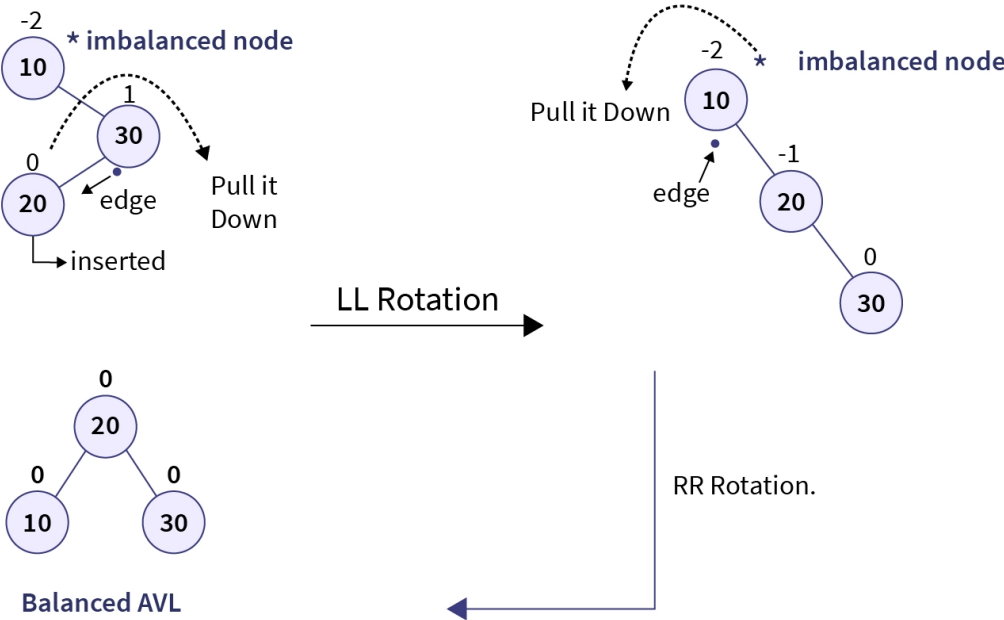 -2
* imbalanced node
10
1
30
0
20
edge
Pull it
Down
inserted
LL Rotation
-2
* imbalanced node
Pull it Down
10
edge
-1
20
0
30
RR Rotation.
0
20
0
0
10
30
Balanced AVL